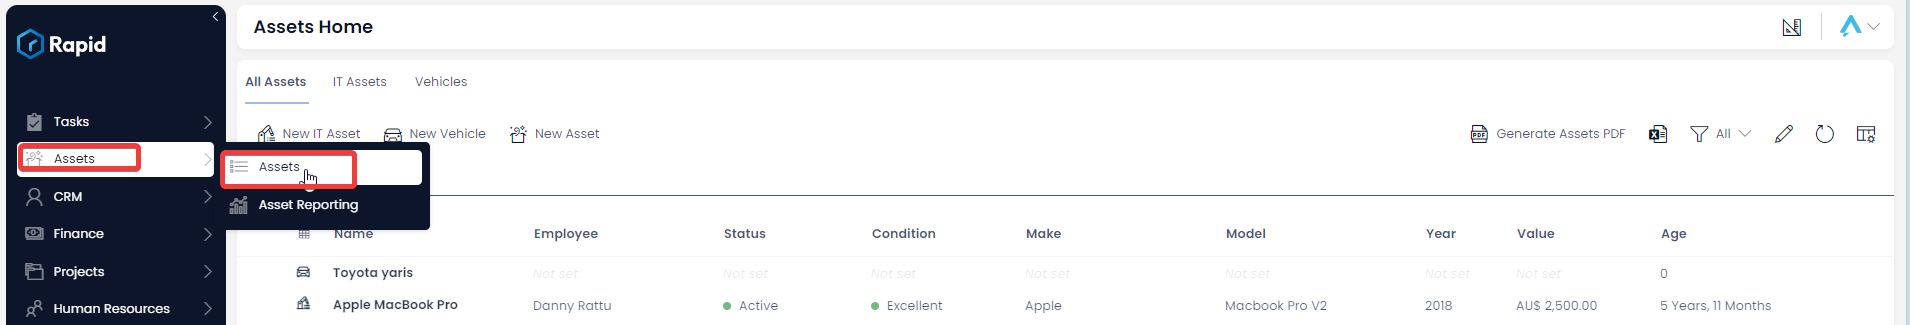 Rapid
Tasks
Assets
CRM
Finance
Projects
Human Resources
Assets
Asset Reporting
Assets Home
All Assets IT Assets Vehicles
New IT Asset New Vehicle New Asset PDF Generate Assets PDF All
Name Employee Status Condition Make Model Year Value Age
Toyota yaris Not set Not set Not set Not set Not set Not set Not set 0
Apple MacBook Pro Danny Rattu Active Excellent Apple Macbook Pro V2 2018 AU$ 2,500.00 5 Years, 11 Months